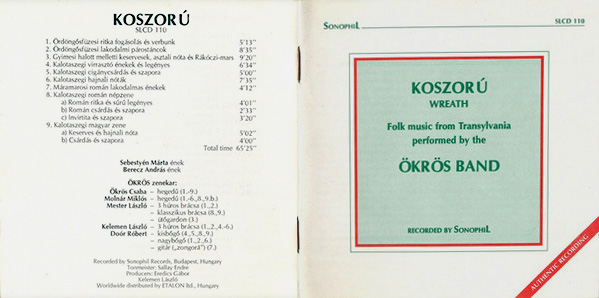 KOSZORÚ
SLCD 110
1. Ördöngősfüzesi ritka fogásolás és verbunk 5'13"
2. Ördöngősfüzesi lakodalmi párostáncok 8'35"
3. Gyimesi halott melletti keservesek, asztali nóta és Rákóczi-mars 9'20"
4. Kalotaszegi virrasztó énekek és legényes 6'34"
5. Kalotaszegi cigánycsárdás és szapora 5'00"
6. Kalotaszegi hajnali nóták 7'35"
7. Máramarosi román lakodalmas énekek 4'12"
8. Kalotaszegi román népzene
a) Román ritka és sűrű legényes 4'01"
b) Román csárdás és szapora 2'33"
c) Invirtita és szapora 3'20"
9. Kalotaszegi magyar zene
a) Keserves és hajnali nóta 5'02"
b) Csárdás és szapora 4'00"
Total time 65'25"
Sebestyén Márta ének
Berecz András ének
ÖKRÖS zenekar:
Ökrös Csaba – hegedű (1.-9.)
Molnár Miklós – hegedű (1.-6.,8.,9.b.)
Mester László – 3 húros brácsa (1.,2.)
– klasszikus brácsa (8.,9.)
– ütőgardon (3.)
Kelemen László – 3 húros brácsa (1.,2.,4.-6.)
Doór Róbert – kisbőgő (4.,5.,8.,9.)
– nagybőgő (1.,2.,6.)
– gitár („zongorá") (7.)
Recorded by Sonophil Records, Budapest, Hungary
Tonmeister: Sallay Endre
Producers: Eredics Gábor
Kelemen László
Worldwide distributed by ETALON ltd., Hungary
SONOPHIL
SLCD 110
KOSZORÚ
WREATH
Folk music from Transylvania
performed by the
ÖKRÖS BAND
RECORDED BY SONOPHIL
AUTHENTIC RECORDING